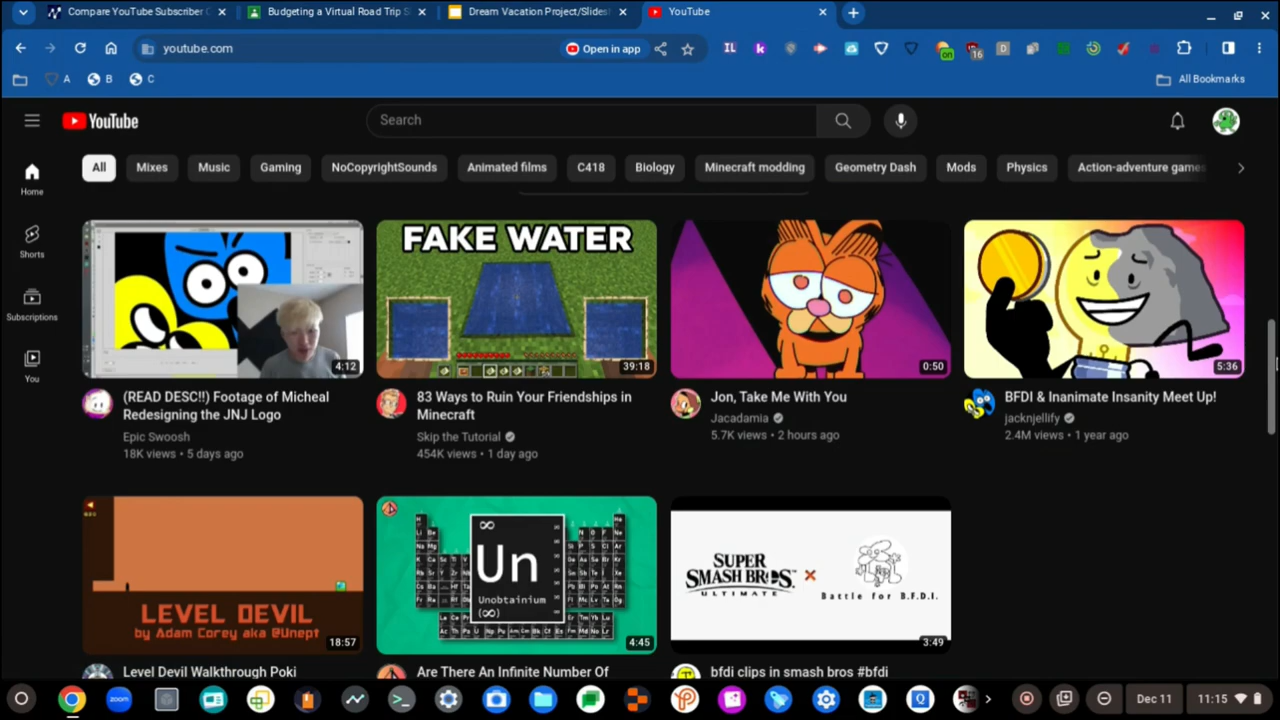 Compare YouTube Subscriber
Budgeting a Virtual Road Trip S
Dream Vacation Project/Slides
YouTube
youtube.com
Open in app
IL
k
on
16
D
A
B
C
All Bookmarks
YouTube
Search
All
Mixes
Music
Gaming
NoCopyrightSounds
Animated films
C418
Biology
Minecraft modding
Geometry Dash
Mods
Physics
Action-adventure games
Home
Shorts
Subscriptions
You
4:12
FAKE WATER
39:18
0:50
5:36
(READ DESC!!) Footage of Micheal
Redesigning the JNJ Logo
Epic Swoosh
18K views • 5 days ago
83 Ways to Ruin Your Friendships in
Minecraft
Skip the Tutorial
454K views • 1 day ago
Jon, Take Me With You
Jacadamia
5.7K views • 2 hours ago
BFDI & Inanimate Insanity Meet Up!
jacknjellify
2.4M views • 1 year ago
LEVEL DEVIL
by Adam Corey aka @Unept
18:57
∞
Un
Unobtainium
(∞)
4:45
SUPER
SMASH BROS.™
ULTIMATE
X
Battle for B.F.D.I.
3:49
Level Devil Walkthrough Poki
Are There An Infinite Number Of
bfdi clips in smash bros #bfdi
zoom
Dec 11
11:15